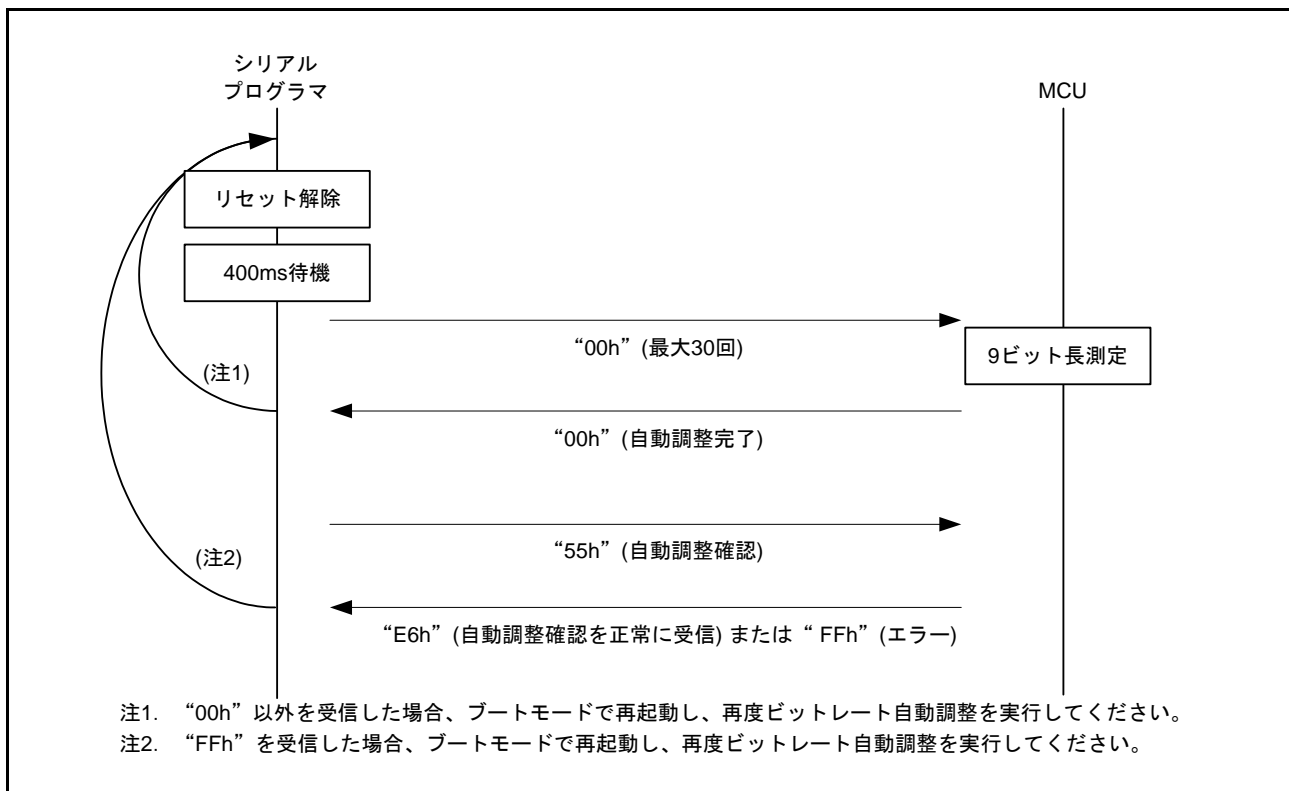 シリアル
プログラマ
MCU
リセット解除
400ms待機
“00h” (最大30回)
9ビット長測定
(注1)
“00h” (自動調整完了)
“55h” (自動調整確認)
(注2)
“E6h” (自動調整確認を正常に受信) または “ FFh” (エラー)
注1. “00h” 以外を受信した場合、ブートモードで再起動し、再度ビットレート自動調整を実行してください。
注2. “FFh” を受信した場合、ブートモードで再起動し、再度ビットレート自動調整を実行してください。